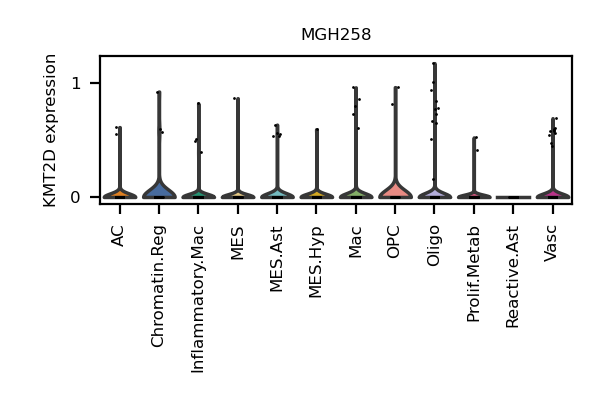 MGH258
KMT2D expression
1
0
AC
Chromatin.Reg
Inflammatory.Mac
MES
MES.Ast
MES.Hyp
Mac
OPC
Oligo
Prolif.Metab
Reactive.Ast
Vasc